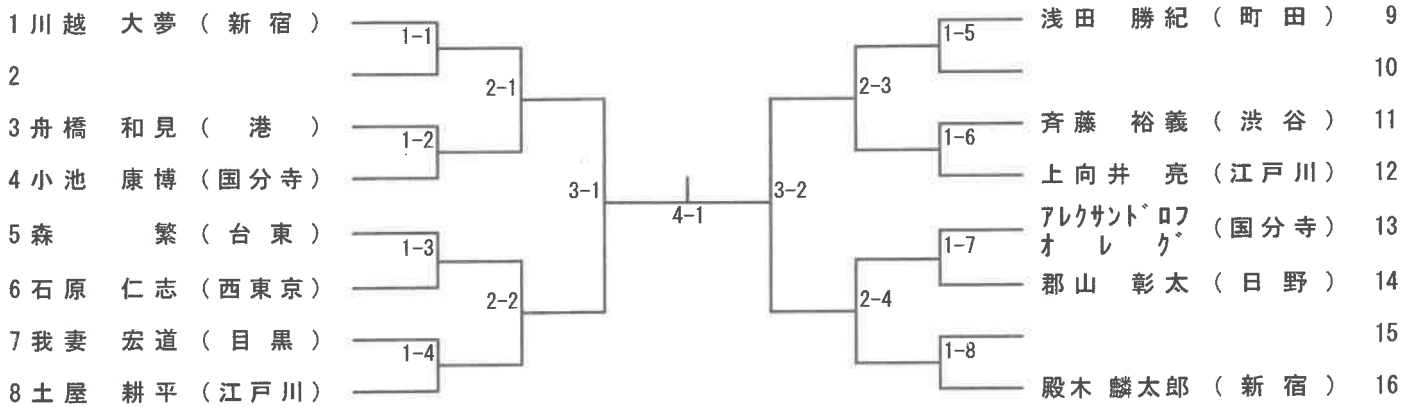 1 川越 大夢 (新宿)
2
3 舟橋 和見 (港)
4 小池 康博 (国分寺)
5 森 繁 (台東)
6 石原 仁志 (西東京)
7 我妻 宏道 (目黒)
8 土屋 耕平 (江戸川)
1-1
1-2
1-3
1-4
2-1
2-2
3-1
4-1
3-2
2-3
2-4
1-5
1-6
1-7
1-8
浅田 勝紀 (町田) 9
10
斉藤 裕義 (渋谷) 11
上向井 亮 (江戸川) 12
アレクサンドロフ
オレグ (国分寺) 13
郡山 彰太 (日野) 14
15
殿木 麟太郎 (新宿) 16